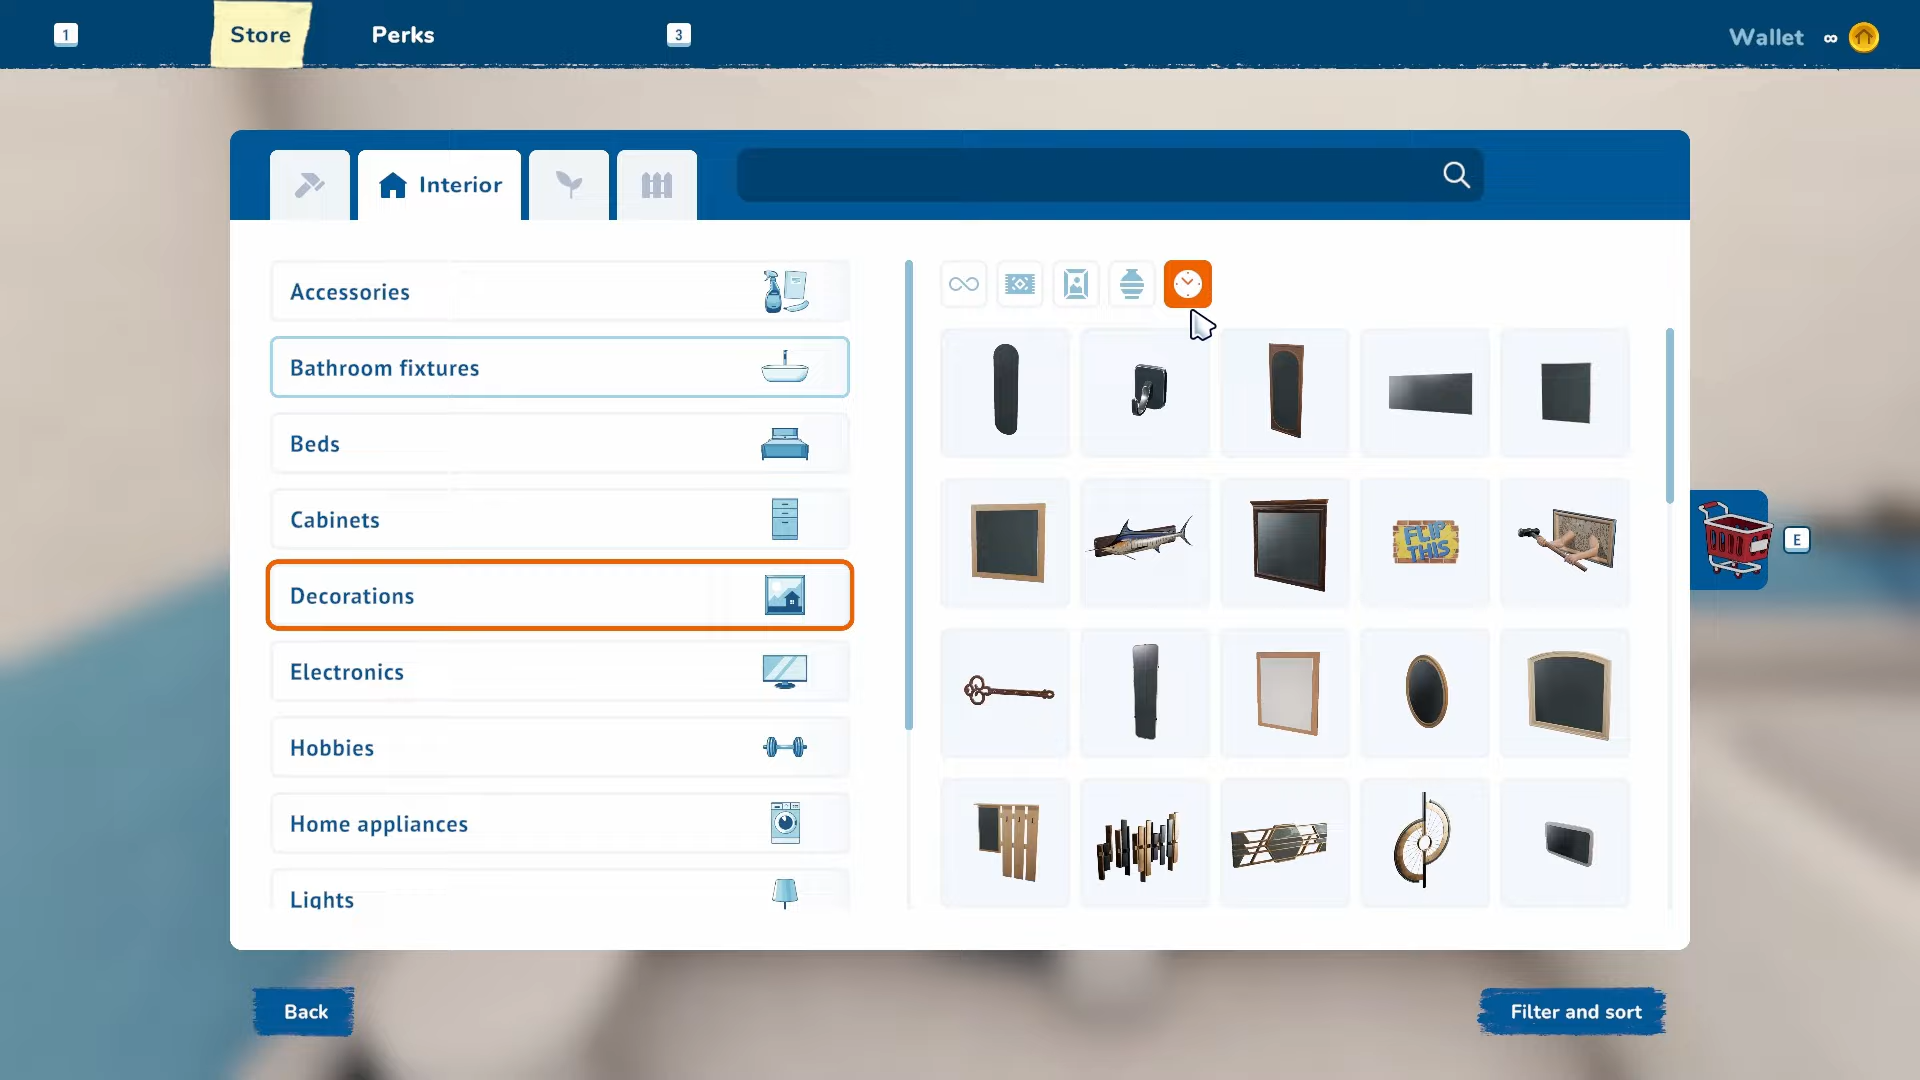 1
Store
Perks
3
Wallet ∞
Interior
Accessories
Bathroom fixtures
Beds
Cabinets
Decorations
Electronics
Hobbies
Home appliances
Lights
FLIP
THIS
E
Back
Filter and sort